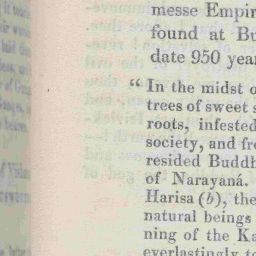 messe Empir
found at Bu
date 950 year
“ In the midst o
trees of sweet s
roots, infested
society, and fre
resided Buddh
of Narayaná.
Harisa (b), the
natural beings
ning of the Ka
everlastingly to